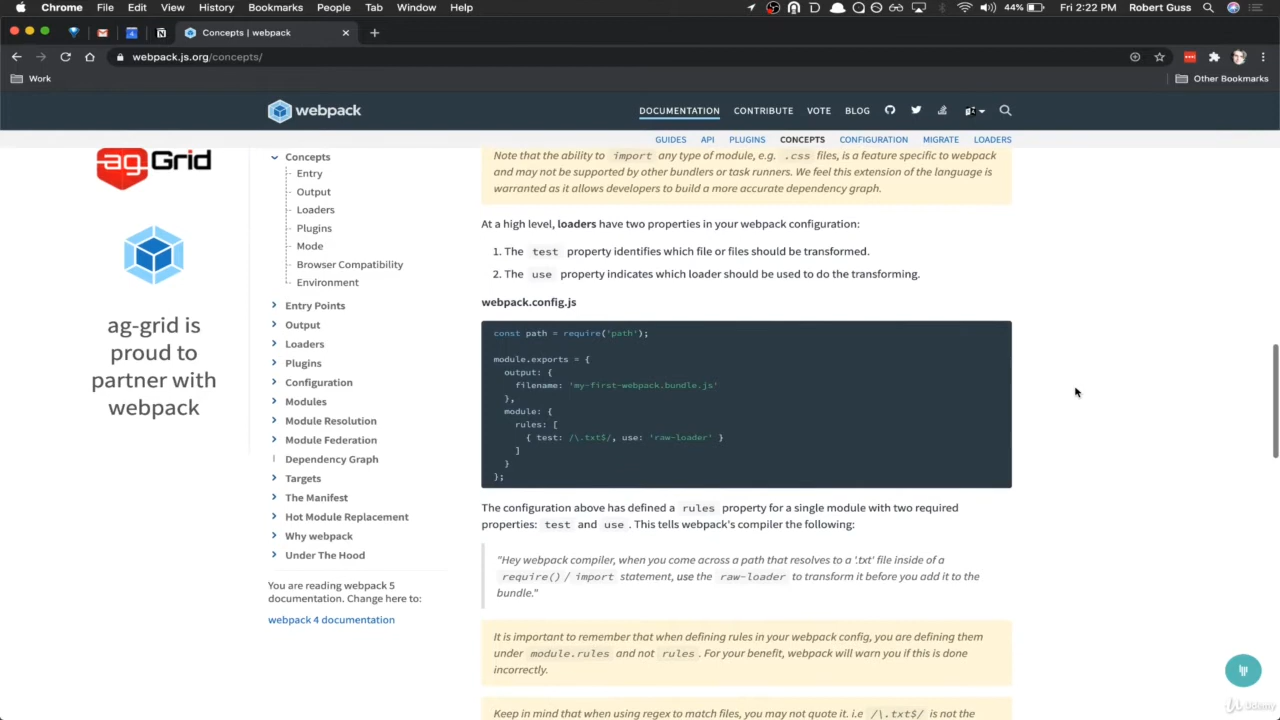 Chrome File Edit View History Bookmarks People Tab Window Help 44% Fri 2:22 PM Robert Guss
Concepts | webpack
webpack.js.org/concepts/
Work Other Bookmarks
webpack DOCUMENTATION CONTRIBUTE VOTE BLOG
GUIDES API PLUGINS CONCEPTS CONFIGURATION MIGRATE LOADERS
ag Grid
ag-grid is
proud to
partner with
webpack
Concepts
Entry
Output
Loaders
Plugins
Mode
Browser Compatibility
Environment
Entry Points
Output
Loaders
Plugins
Configuration
Modules
Module Resolution
Module Federation
Dependency Graph
Targets
The Manifest
Hot Module Replacement
Why webpack
Under The Hood
You are reading webpack 5
documentation. Change here to:
webpack 4 documentation
Note that the ability to import any type of module, e.g. .css files, is a feature specific to webpack
and may not be supported by other bundlers or task runners. We feel this extension of the language is
warranted as it allows developers to build a more accurate dependency graph.
At a high level, loaders have two properties in your webpack configuration:
1. The test property identifies which file or files should be transformed.
2. The use property indicates which loader should be used to do the transforming.
webpack.config.js
const path = require('path');
module.exports = {
output: {
filename: 'my-first-webpack.bundle.js'
},
module: {
rules: [
{ test: /\.txt$/, use: 'raw-loader' }
]
}
};
The configuration above has defined a rules property for a single module with two required
properties: test and use. This tells webpack's compiler the following:
"Hey webpack compiler, when you come across a path that resolves to a '.txt' file inside of a
require() / import statement, use the raw-loader to transform it before you add it to the
bundle."
It is important to remember that when defining rules in your webpack config, you are defining them
under module.rules and not rules. For your benefit, webpack will warn you if this is done
incorrectly.
Keep in mind that when using regex to match files, you may not quote it. i.e /\.txt$/ is not the
Udemy